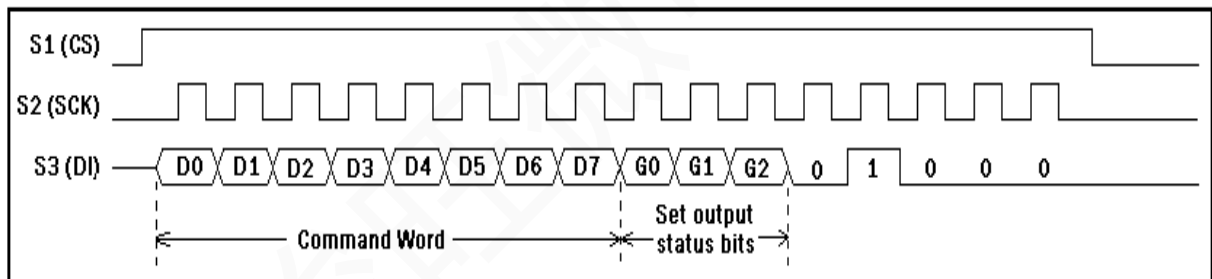 S1 (CS)
S2 (SCK)
S3 (DI) D0 D1 D2 D3 D4 D5 D6 D7 G0 G1 G2 0 1 0 0 0
Command Word
Set output
status bits